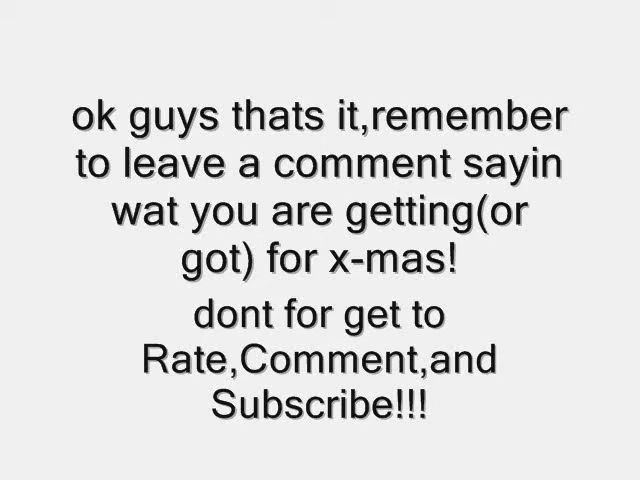 ok guys thats it,remember
to leave a comment sayin
wat you are getting(or
got) for x-mas!
dont for get to
Rate,Comment,and
Subscribe!!!